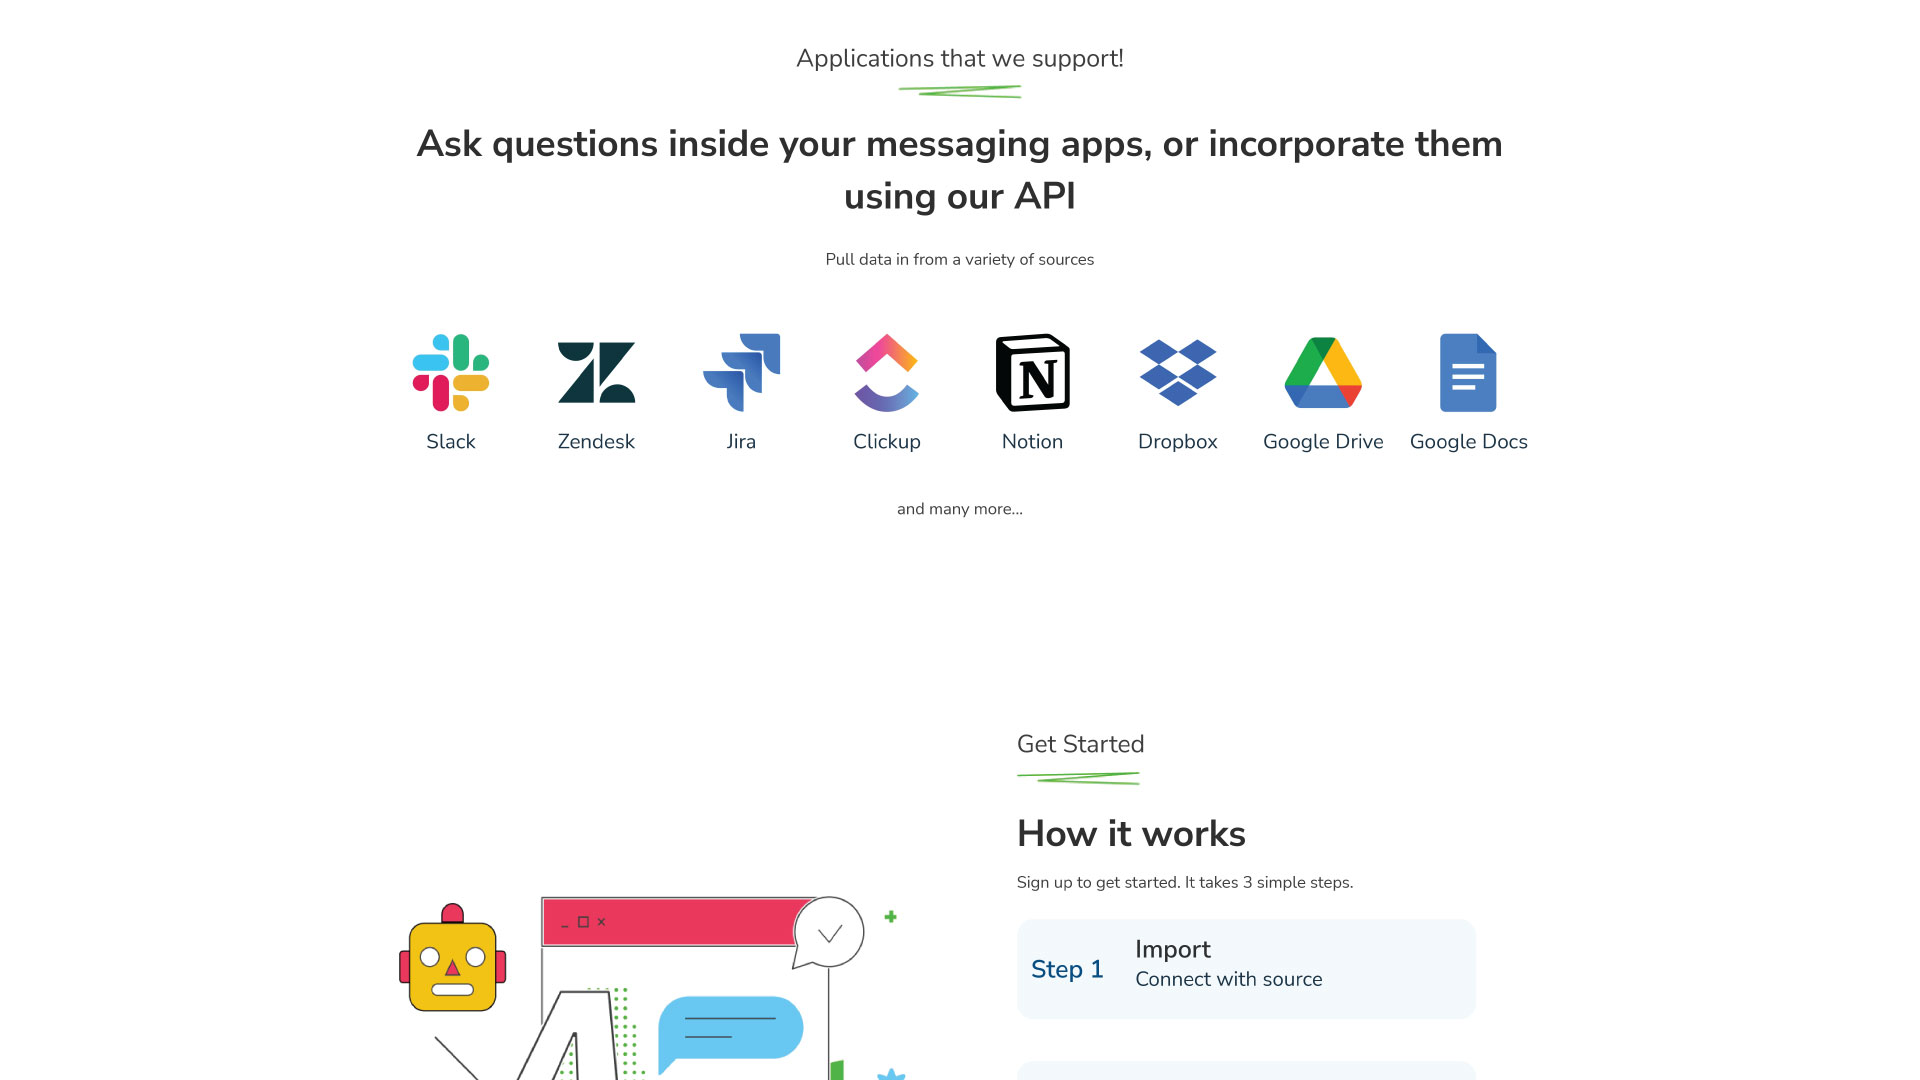 Applications that we support!
Ask questions inside your messaging apps, or incorporate them
using our API
Pull data in from a variety of sources
N
Slack
Zendesk
Jira
Clickup
Notion
Dropbox
Google Drive
Google Docs
and many more...
Get Started
How it works
Sign up to get started. It takes 3 simple steps.
Step 1
Import
Connect with source